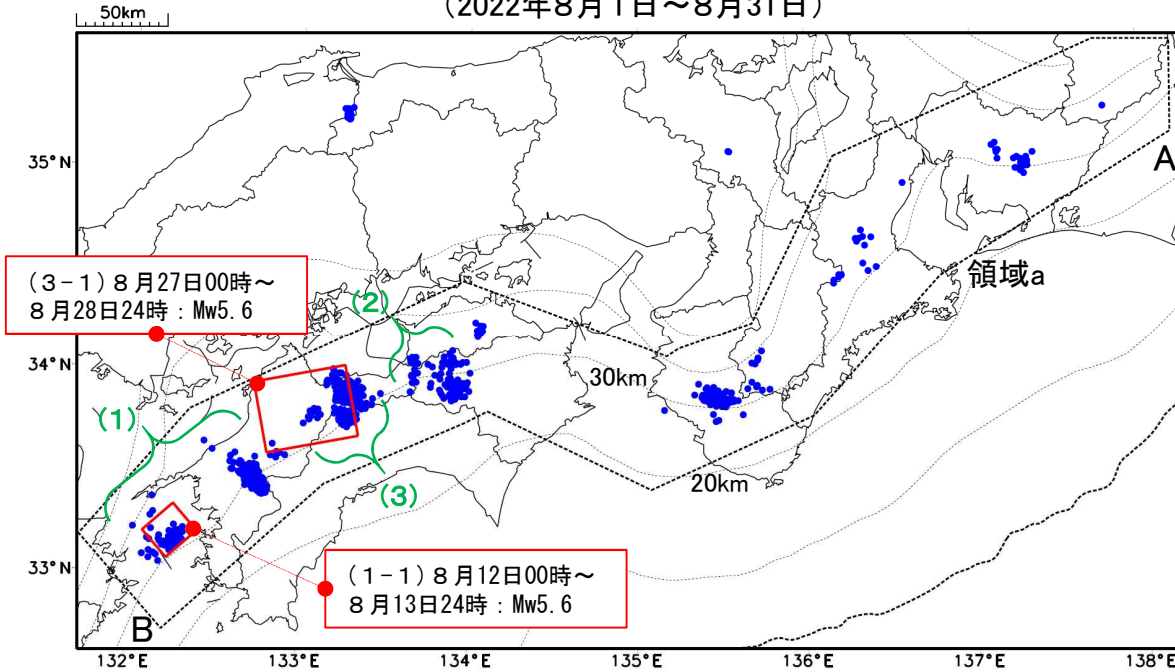 (2022年8月1日～8月31日)
50km
35°N
A
領域a
(3-1) 8月27日00時～
8月28日24時：Mw5.6
(2)
34°N
30km
(1)
20km
(3)
33°N
(1-1) 8月12日00時～
8月13日24時：Mw5.6
B
132°E
133°E
134°E
135°E
136°E
137°E
138°E